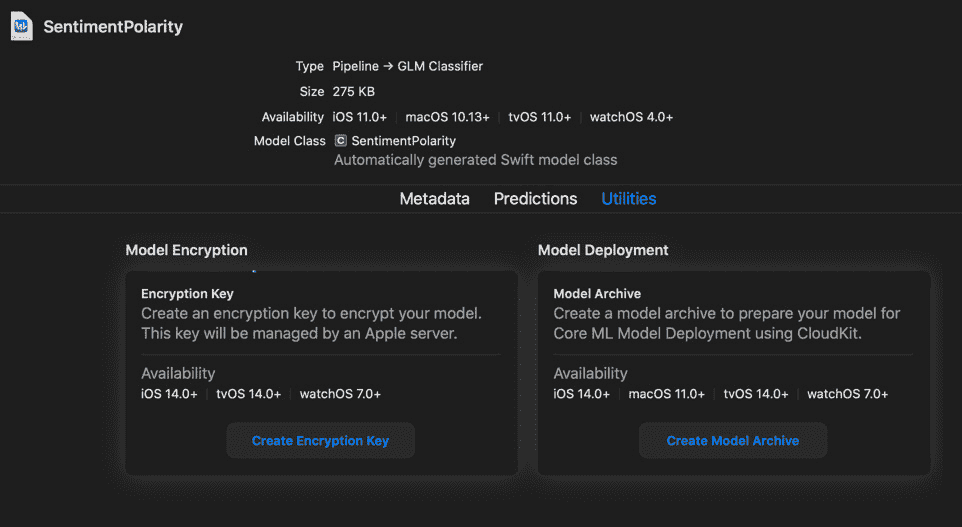 SentimentPolarity
Type Pipeline → GLM Classifier
Size 275 KB
Availability iOS 11.0+ macOS 10.13+ tvOS 11.0+ watchOS 4.0+
Model Class C SentimentPolarity
Automatically generated Swift model class
Metadata Predictions Utilities
Model Encryption
Encryption Key
Create an encryption key to encrypt your model.
This key will be managed by an Apple server.
Availability
iOS 14.0+ tvOS 14.0+ watchOS 7.0+
Create Encryption Key
Model Deployment
Model Archive
Create a model archive to prepare your model for
Core ML Model Deployment using CloudKit.
Availability
iOS 14.0+ macOS 11.0+ tvOS 14.0+ watchOS 7.0+
Create Model Archive